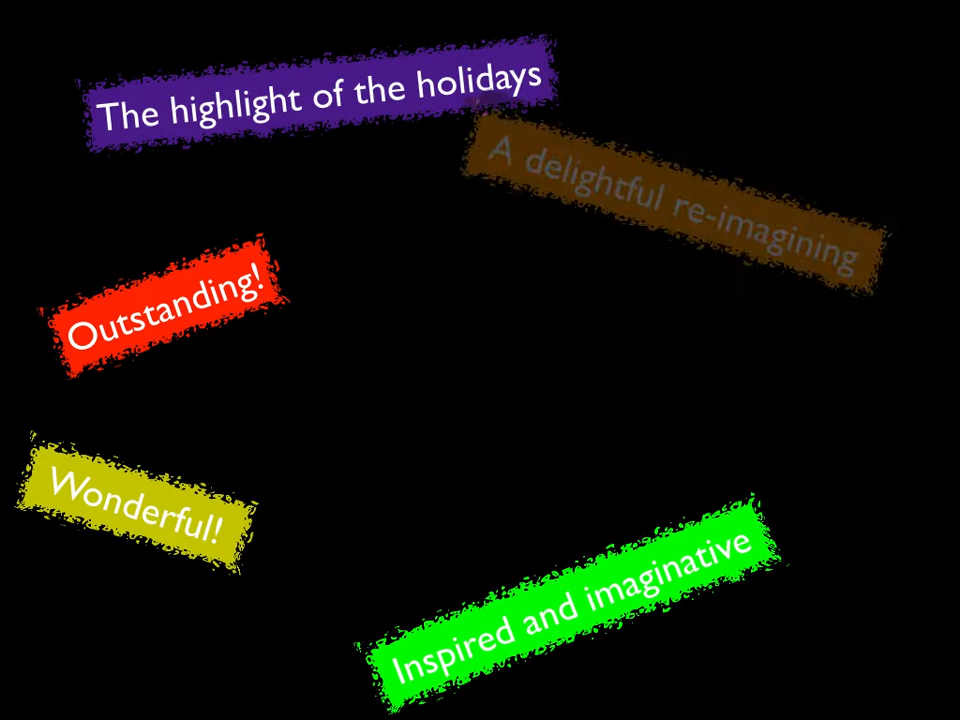 The highlight of the holidays
A delightful re-imagining
Outstanding!
Wonderful!
Inspired and imaginative